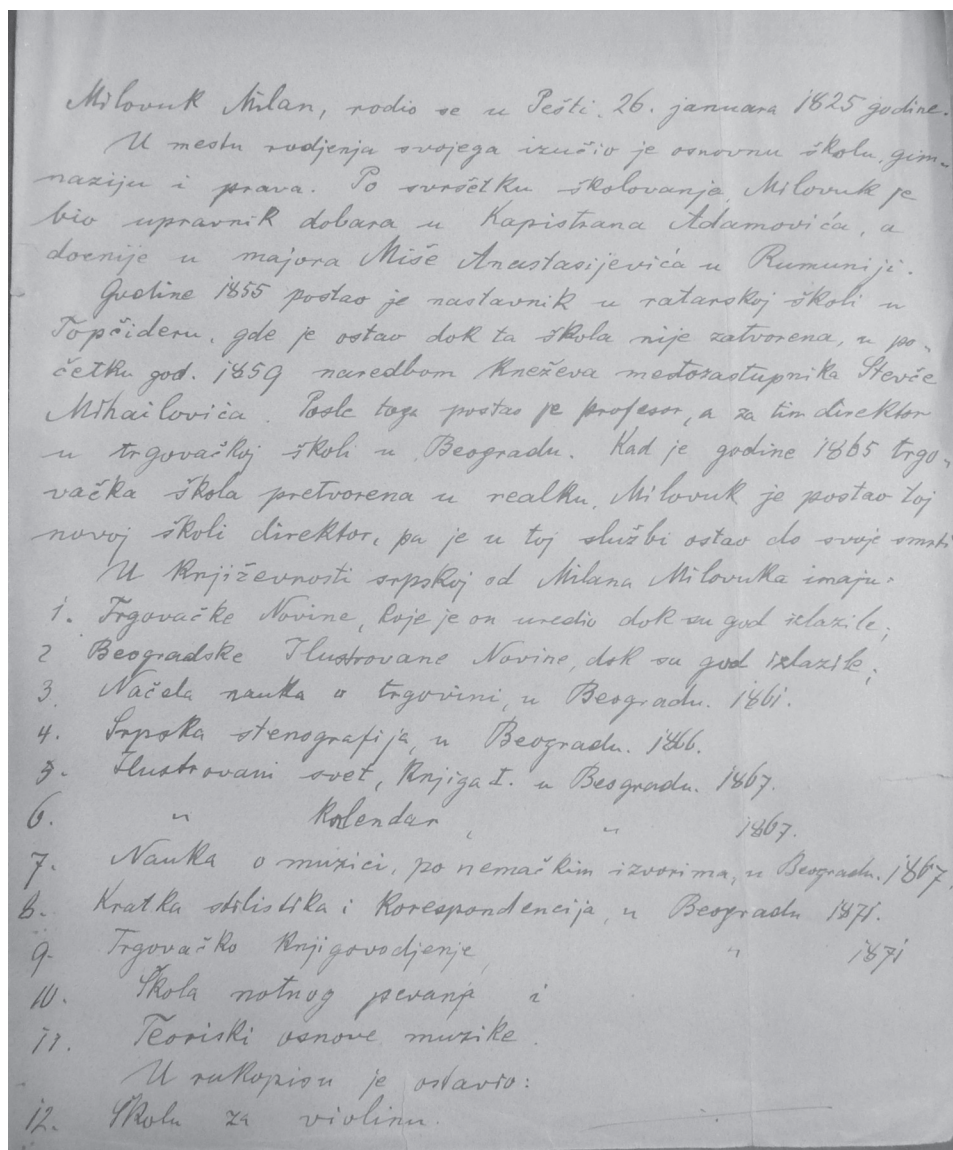 Milovuk Milan, rodio se u Pešti. 26. januara 1825 godine.
U mestu rodjenja svojega izučio je osnovnu školu, gim-
naziju i prava. Po svršetku školovanja, Milovuk je
bio upravnik dobara u Kapistrana Adamovića, a
docnije u majora Miše Anastasijevića u Rumuniji.
Godine 1855 postao je nastavnik u ratarskoj školi u
Topčideru, gde je ostao dok ta škola nije zatvorena, u po-
četku god. 1859 naredbom kneževa mestozastupnika Stevče
Mihailovića. Posle toga postao je profesor, a za tim direktor
u trgovačkoj školi u Beogradu. Kad je godine 1865 trgo-
vačka škola pretvorena u realku, Milovuk je postao toj
novoj školi direktor, pa je u toj službi ostao do svoje smrti
U književnosti srpskoj od Milana Milovuka imaju:
1. Trgovačke Novine, koje je on uredio dok su god izlazile;
2 Beogradske Ilustrovane Novine, dok su god izlazile;
3. Načela nauka o trgovini, u Beogradu. 1861.
4. Srpska stenografija, u Beogradu. 1866.
5. Ilustrovani svet, knjiga I. u Beogradu. 1867.
6. " kalendar, " 1867.
7. Nauka o muzici, po nemačkim izvorima, u Beogradu. 1867.
8. Kratka stilistika i korespondencija, u Beogradu 1871.
9. Trgovačko knjigovodjenje, " 1871
10. Škola notnog pevanja i
11. Teoriski osnove muzike.
U rukopisu je ostavio:
12. Školu za violinu.